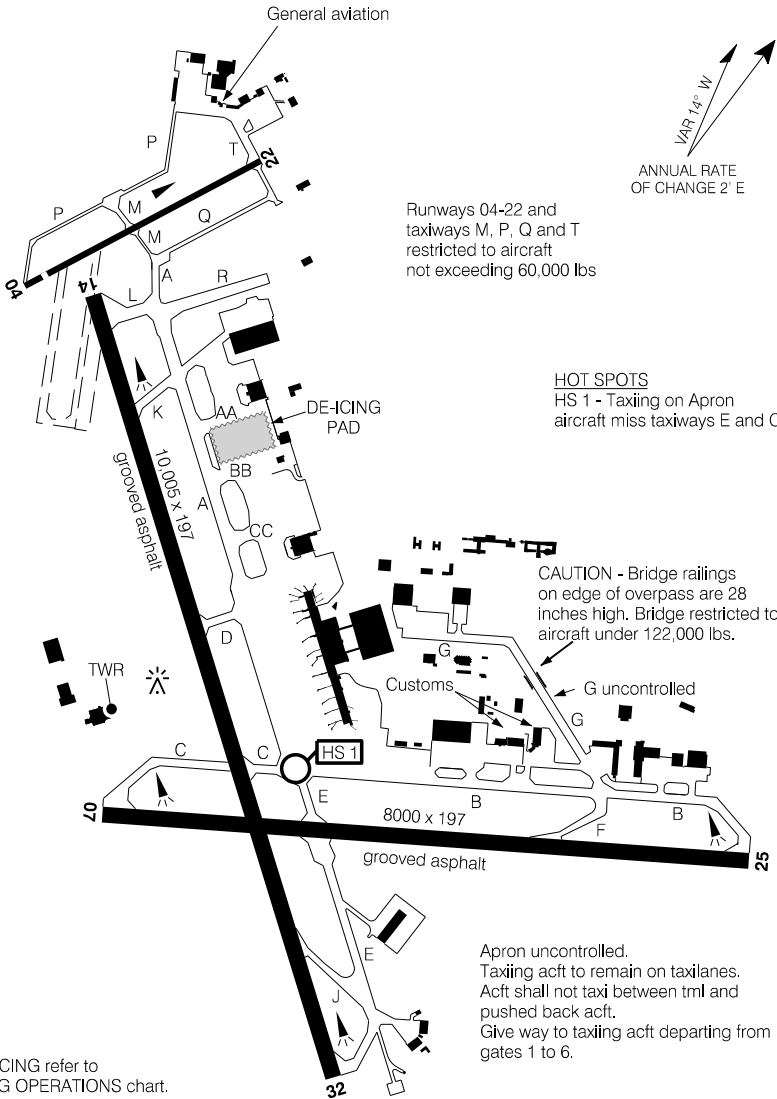 General aviation
VAR 14° W
ANNUAL RATE
OF CHANGE 2' E
P
T
22
P
M
Q
M
04
14
A
L
R
Runways 04-22 and
taxiways M, P, Q and T
restricted to aircraft
not exceeding 60,000 lbs
HOT SPOTS
HS 1 - Taxiing on Apron
aircraft miss taxiways E and C
K
AA
DE-ICING
PAD
BB
10,005 x 197
grooved asphalt
A
CC
D
CAUTION - Bridge railings
on edge of overpass are 28
inches high. Bridge restricted to
aircraft under 122,000 lbs.
G
G uncontrolled
G
Customs
TWR
HS 1
C
C
E
B
B
07
8000 x 197
F
grooved asphalt
25
E
J
32
Apron uncontrolled.
Taxiing acft to remain on taxilanes.
Acft shall not taxi between tml and
pushed back acft.
Give way to taxiing acft departing from
gates 1 to 6.
CING refer to
G OPERATIONS chart.